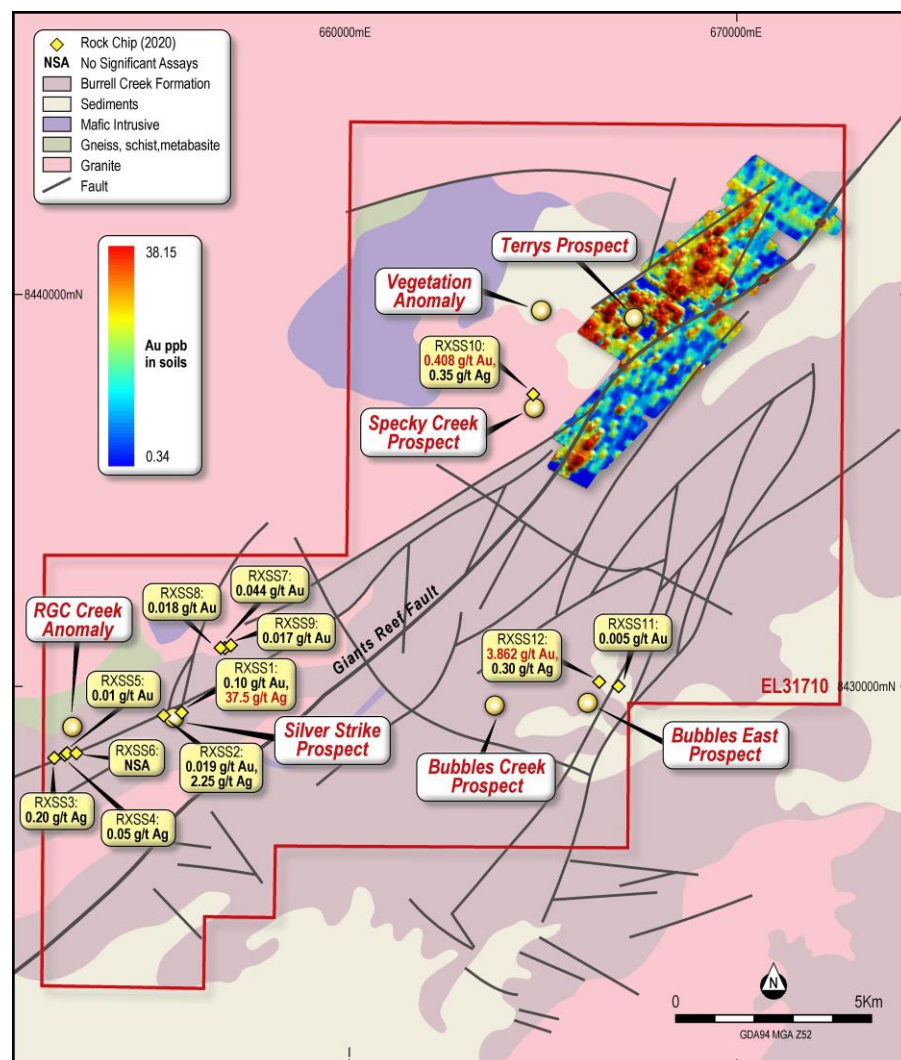 660000mE
670000mE
Rock Chip (2020)
NSA No Significant Assays
Burrell Creek Formation
Sediments
Mafic Intrusive
Gneiss, schist,metabasite
Granite
Fault
38.15
Au ppb
in soils
0.34
8440000mN
Terrys Prospect
Vegetation
Anomaly
RXSS10:
0.408 g/t Au,
0.35 g/t Ag
Specky Creek
Prospect
Giants Reef Fault
RXSS7:
0.044 g/t Au
RXSS8:
0.018 g/t Au
RXSS9:
0.017 g/t Au
RGC Creek
Anomaly
RXSS5:
0.01 g/t Au
RXSS1:
0.10 g/t Au,
37.5 g/t Ag
RXSS6:
NSA
RXSS2:
0.019 g/t Au,
2.25 g/t Ag
Silver Strike
Prospect
RXSS3:
0.20 g/t Ag
RXSS4:
0.05 g/t Ag
RXSS12:
3.862 g/t Au,
0.30 g/t Ag
RXSS11:
0.005 g/t Au
EL31710
8430000mN
Bubbles Creek
Prospect
Bubbles East
Prospect
N
0 5Km
GDA94 MGA Z52